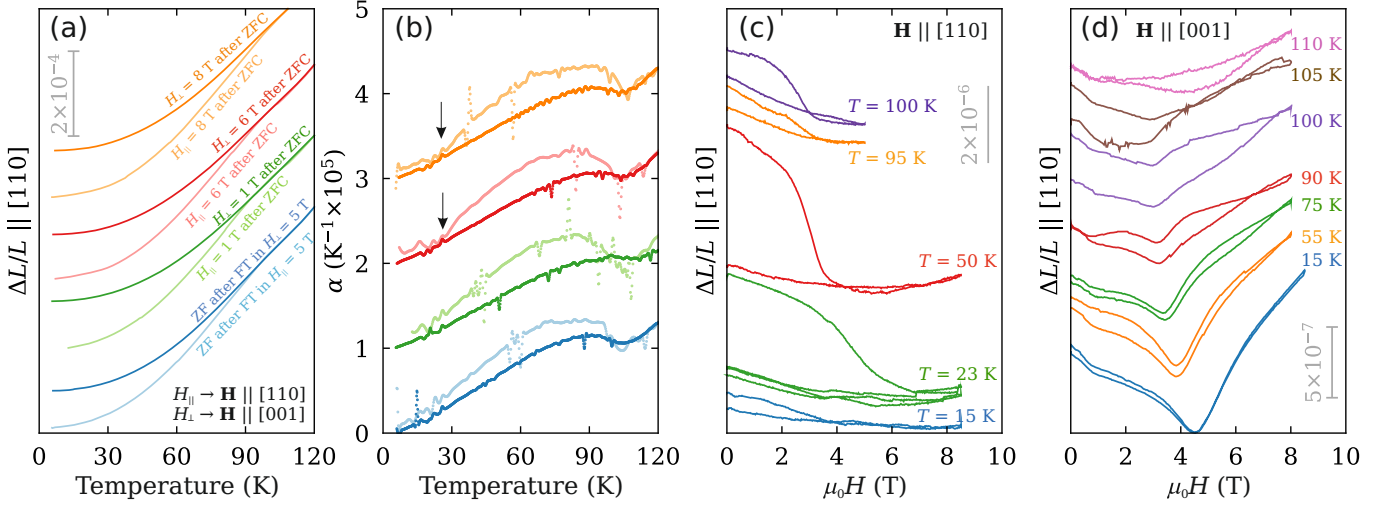 (a)
ΔL/L || [110]
2×10⁻⁴
H⊥ = 8 T after ZFC
H|| = 8 T after ZFC
H⊥ = 6 T after ZFC
H|| = 6 T after ZFC
H⊥ = 1 T after ZFC
H|| = 1 T after ZFC
ZF after FT in H⊥ = 5 T
ZF after FT in H|| = 5 T
H|| → H || [110]
H⊥ → H || [001]
0 30 60 90 120
Temperature (K)
(b)
α (K⁻¹×10⁵)
5
4
3
2
1
0
0 30 60 90 120
Temperature (K)
(c)
H || [110]
ΔL/L || [110]
2×10⁻⁶
T = 100 K
T = 95 K
T = 50 K
T = 23 K
T = 15 K
0 2 4 6 8 10
μ₀H (T)
(d)
H || [001]
ΔL/L || [110]
110 K
105 K
100 K
90 K
75 K
55 K
15 K
5×10⁻⁷
0 2 4 6 8 10
μ₀H (T)